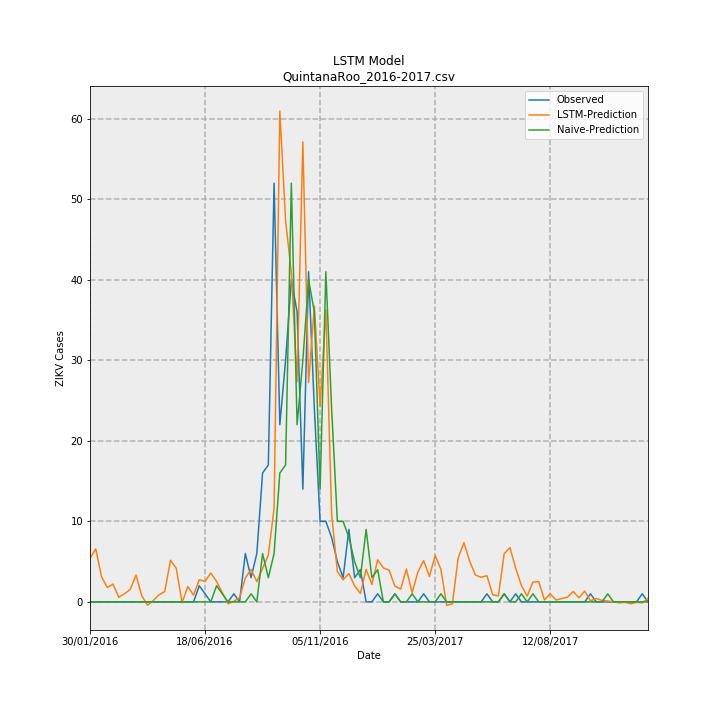 LSTM Model
QuintanaRoo_2016-2017.csv
Observed
LSTM-Prediction
Naive-Prediction
ZIKV Cases
60
50
40
30
20
10
0
30/01/2016
18/06/2016
05/11/2016
25/03/2017
12/08/2017
Date